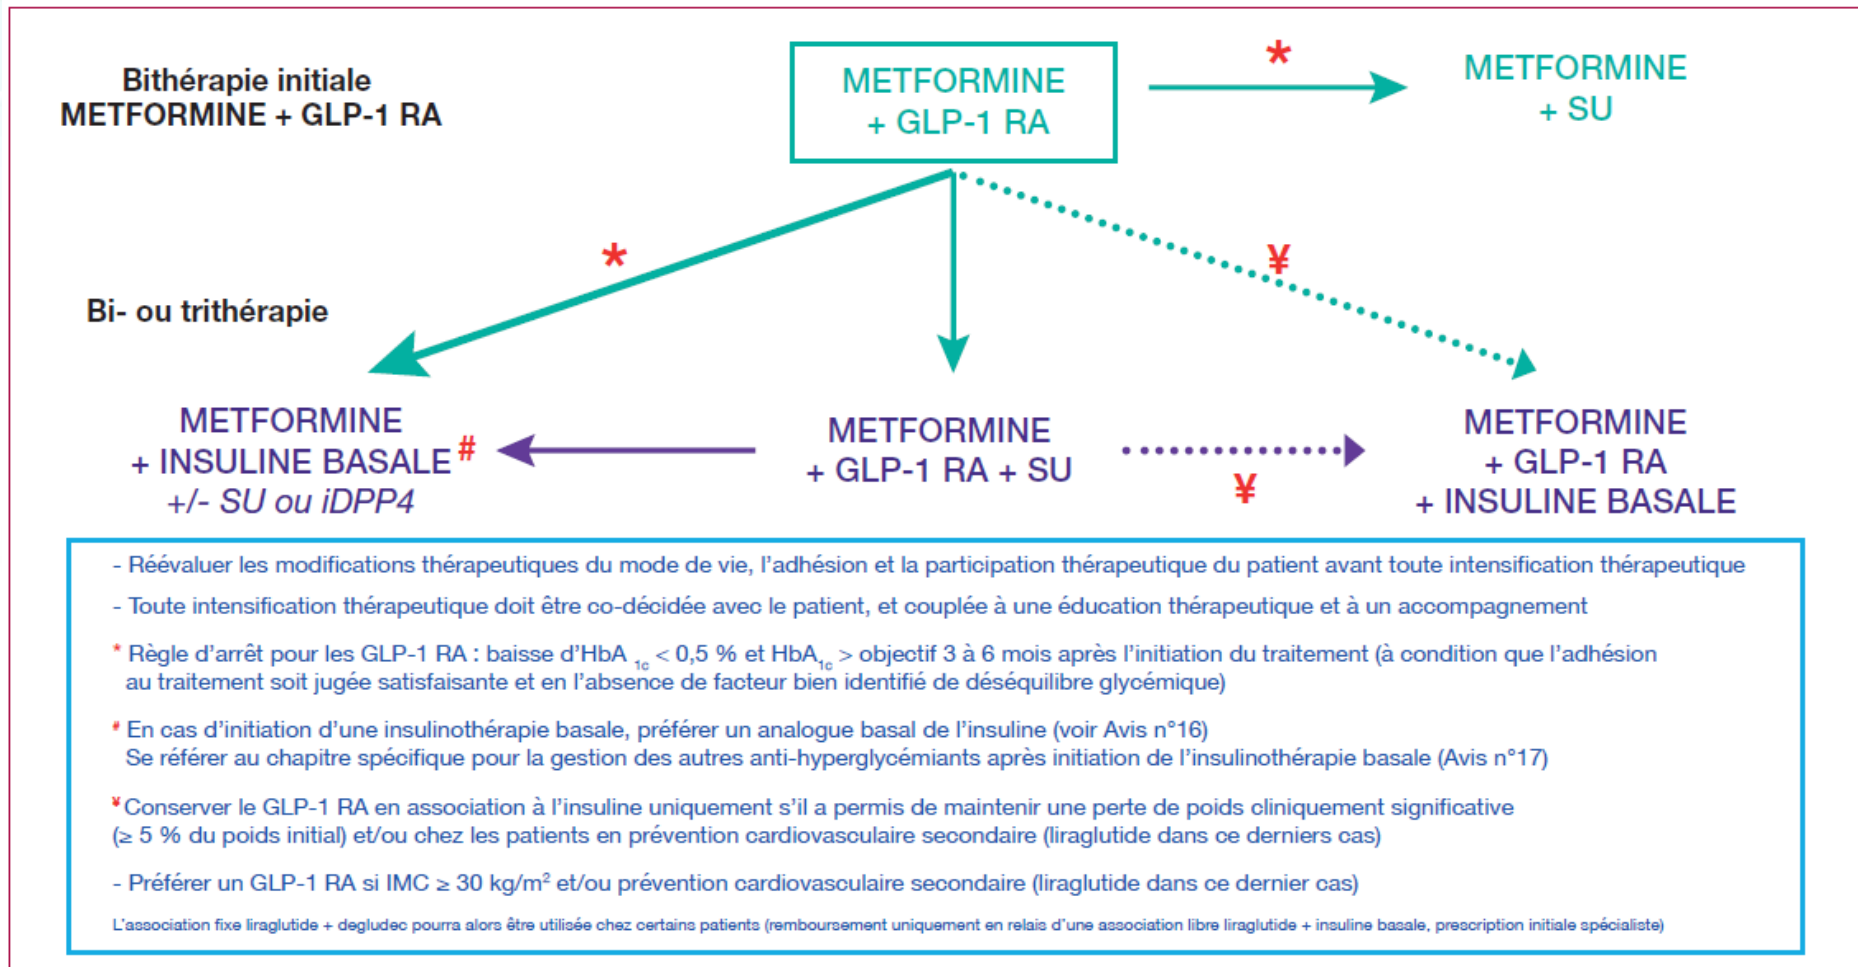 Bithérapie initiale
METFORMINE + GLP-1 RA
METFORMINE
+ GLP-1 RA
*
METFORMINE
+ SU
*
¥
Bi- ou trithérapie
METFORMINE
+ INSULINE BASALE #
+/- SU ou iDPP4
METFORMINE
+ GLP-1 RA + SU
¥
METFORMINE
+ GLP-1 RA
+ INSULINE BASALE
- Réévaluer les modifications thérapeutiques du mode de vie, l'adhésion et la participation thérapeutique du patient avant toute intensification thérapeutique
- Toute intensification thérapeutique doit être co-décidée avec le patient, et couplée à une éducation thérapeutique et à un accompagnement
* Règle d'arrêt pour les GLP-1 RA : baisse d'HbA 1c < 0,5 % et HbA1c > objectif 3 à 6 mois après l'initiation du traitement (à condition que l'adhésion
au traitement soit jugée satisfaisante et en l'absence de facteur bien identifié de déséquilibre glycémique)
# En cas d'initiation d'une insulinothérapie basale, préférer un analogue basal de l'insuline (voir Avis n°16)
Se référer au chapitre spécifique pour la gestion des autres anti-hyperglycémiants après initiation de l'insulinothérapie basale (Avis n°17)
¥ Conserver le GLP-1 RA en association à l'insuline uniquement s'il a permis de maintenir une perte de poids cliniquement significative
(≥ 5 % du poids initial) et/ou chez les patients en prévention cardiovasculaire secondaire (liraglutide dans ce derniers cas)
- Préférer un GLP-1 RA si IMC ≥ 30 kg/m² et/ou prévention cardiovasculaire secondaire (liraglutide dans ce dernier cas)
L'association fixe liraglutide + degludec pourra alors être utilisée chez certains patients (remboursement uniquement en relais d'une association libre liraglutide + insuline basale, prescription initiale spécialiste)